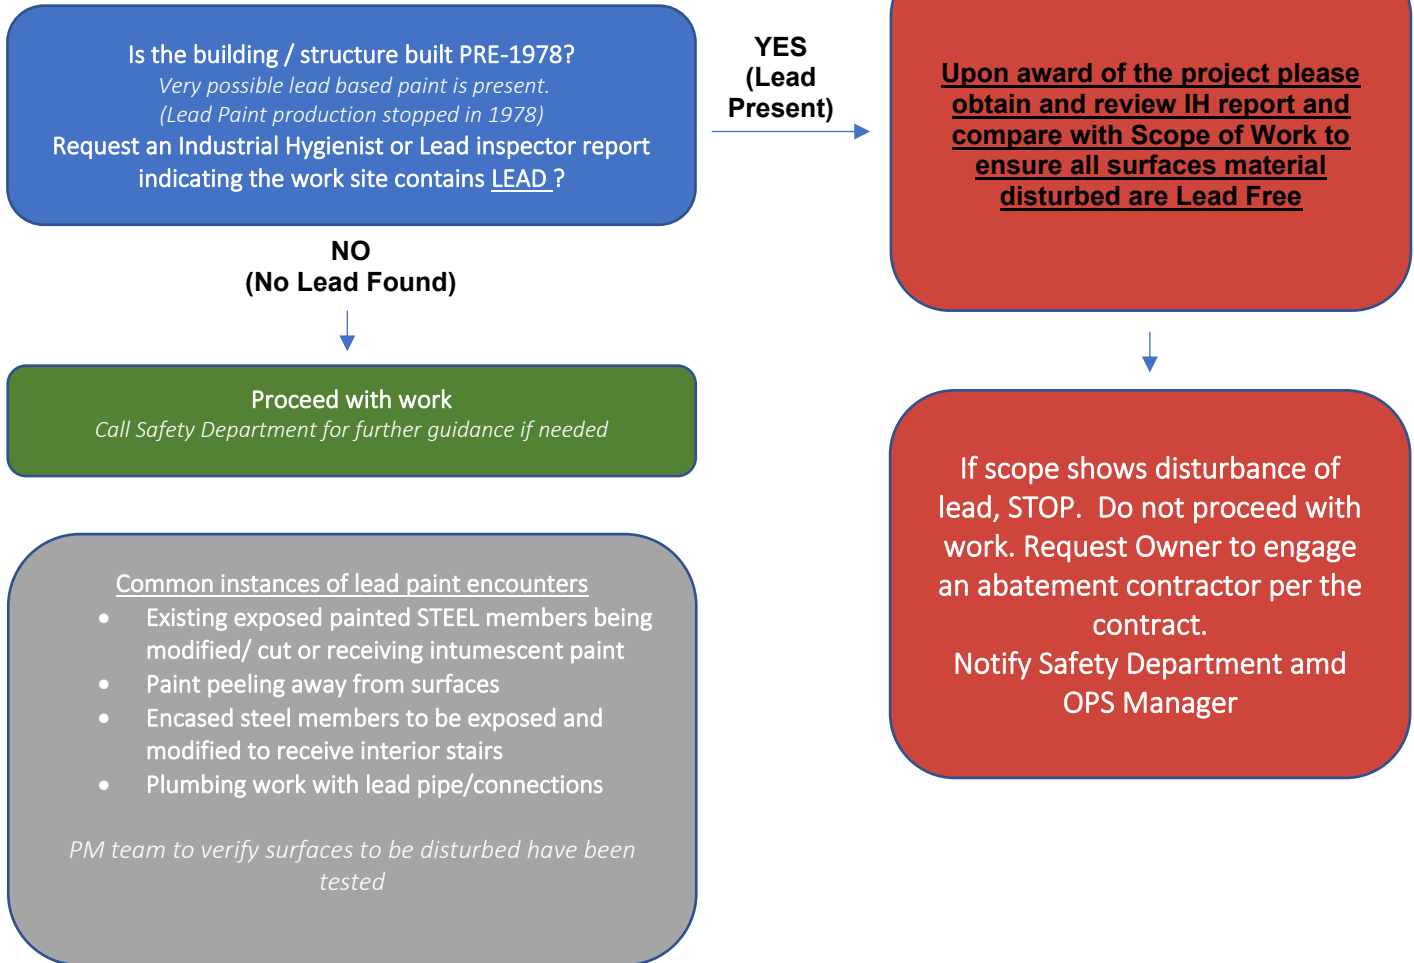 Is the building / structure built PRE-1978?
Very possible lead based paint is present.
(Lead Paint production stopped in 1978)
Request an Industrial Hygienist or Lead inspector report
indicating the work site contains LEAD ?
YES
(Lead
Present)
Upon award of the project please
obtain and review IH report and
compare with Scope of Work to
ensure all surfaces material
disturbed are Lead Free
NO
(No Lead Found)
Proceed with work
Call Safety Department for further guidance if needed
If scope shows disturbance of
lead, STOP.  Do not proceed with
work. Request Owner to engage
an abatement contractor per the
contract.
Notify Safety Department amd
OPS Manager
Common instances of lead paint encounters
• Existing exposed painted STEEL members being
modified/ cut or receiving intumescent paint
• Paint peeling away from surfaces
• Encased steel members to be exposed and
modified to receive interior stairs
• Plumbing work with lead pipe/connections
PM team to verify surfaces to be disturbed have been
tested